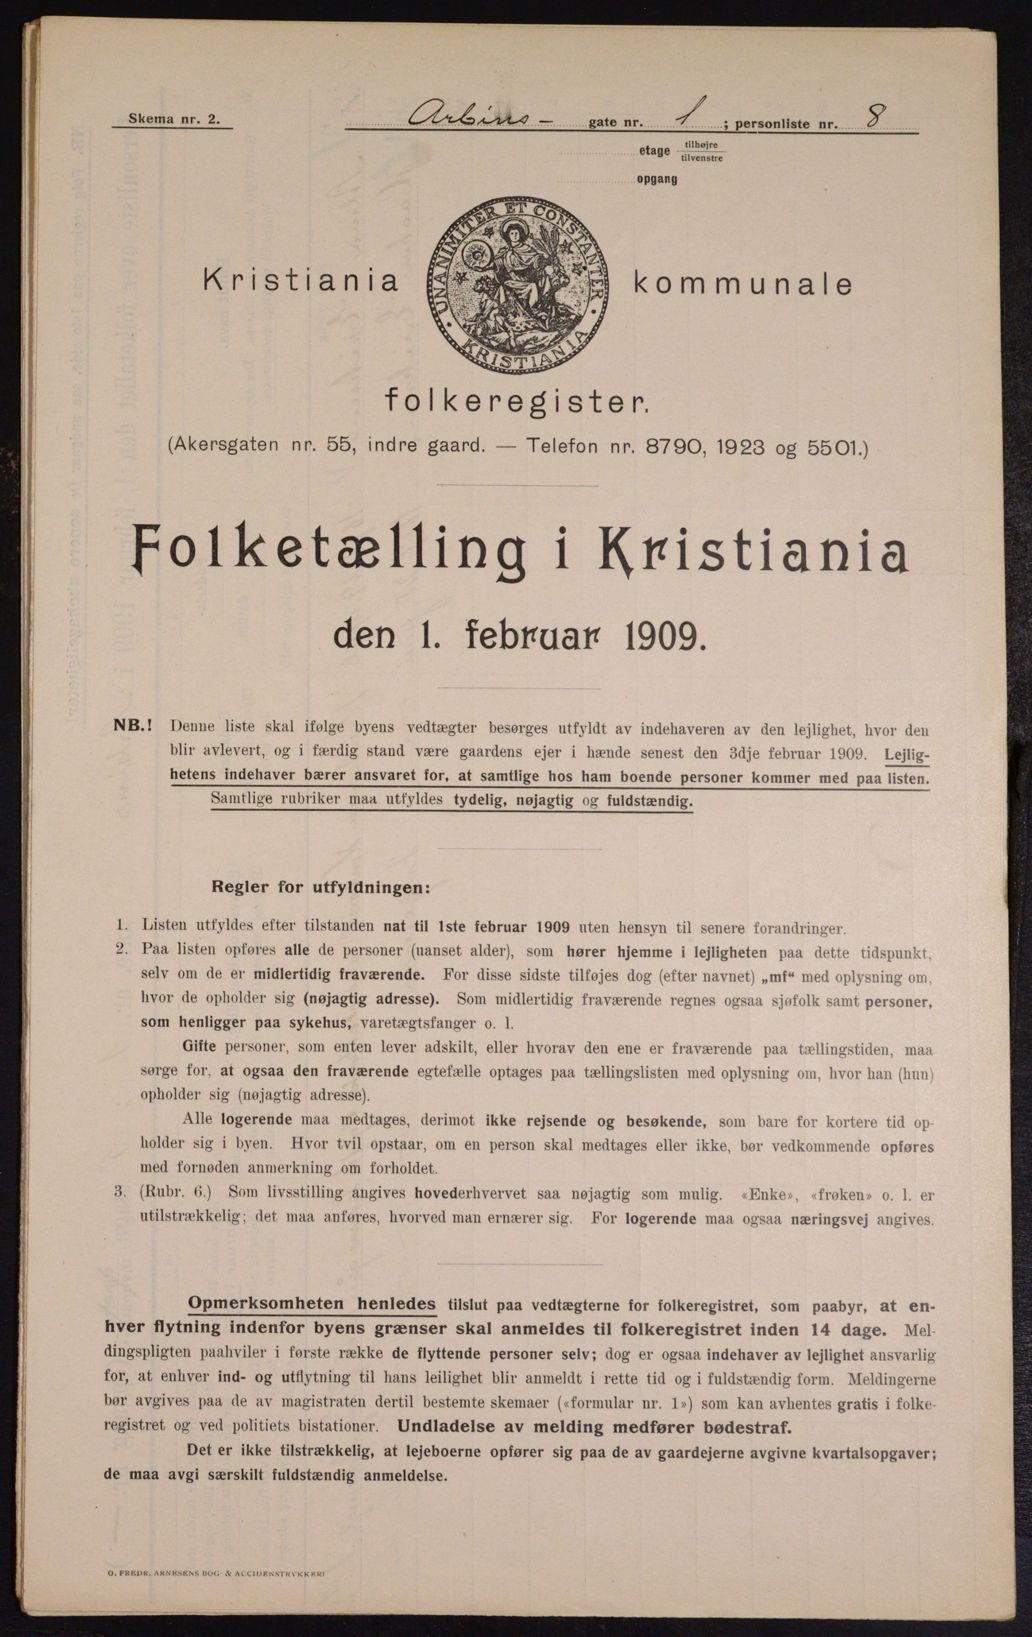 Skema nr. 2.
Arbins- gate nr. 1 ; personliste nr. 8
etage tilhøjre
tilvenstre
opgang
UNANIMITER ET CONSTANTER
KRISTIANIA
Kristiania kommunale
folkeregister.
(Akersgaten nr. 55, indre gaard. — Telefon nr. 8790, 1923 og 5501.)
Folketælling i Kristiania
den 1. februar 1909.
NB.! Denne liste skal ifølge byens vedtægter besørges utfyldt av indehaveren av den lejlighet, hvor den
blir avlevert, og i færdig stand være gaardens ejer i hænde senest den 3dje februar 1909. Lejlig-
hetens indehaver bærer ansvaret for, at samtlige hos ham boende personer kommer med paa listen.
Samtlige rubriker maa utfyldes tydelig, nøjagtig og fuldstændig.
Regler for utfyldningen:
1. Listen utfyldes efter tilstanden nat til 1ste februar 1909 uten hensyn til senere forandringer.
2. Paa listen opføres alle de personer (uanset alder), som hører hjemme i lejligheten paa dette tidspunkt,
selv om de er midlertidig fraværende. For disse sidste tilføjes dog (efter navnet) „mf“ med oplysning om,
hvor de opholder sig (nøjagtig adresse). Som midlertidig fraværende regnes ogsaa sjøfolk samt personer,
som henligger paa sykehus, varetægtsfanger o. l.
Gifte personer, som enten lever adskilt, eller hvorav den ene er fraværende paa tællingstiden, maa
sørge for, at ogsaa den fraværende egtefælle optages paa tællingslisten med oplysning om, hvor han (hun)
opholder sig (nøjagtig adresse).
Alle logerende maa medtages, derimot ikke rejsende og besøkende, som bare for kortere tid op-
holder sig i byen. Hvor tvil opstaar, om en person skal medtages eller ikke, bør vedkommende opføres
med fornøden anmerkning om forholdet.
3. (Rubr. 6.) Som livsstilling angives hovederhvervet saa nøjagtig som mulig. «Enke», «frøken» o. l. er
utilstrækkelig; det maa anføres, hvorved man ernærer sig. For logerende maa ogsaa næringsvej angives.
Opmerksomheten henledes tilslut paa vedtægterne for folkeregistret, som paabyr, at en-
hver flytning indenfor byens grænser skal anmeldes til folkeregistret inden 14 dage. Mel-
dingspligten paahviler i første række de flyttende personer selv; dog er ogsaa indehaver av lejlighet ansvarlig
for, at enhver ind- og utflytning til hans leilighet blir anmeldt i rette tid og i fuldstændig form. Meldingerne
bør avgives paa de av magistraten dertil bestemte skemaer («formular nr. 1») som kan avhentes gratis i folke-
registret og ved politiets bistationer. Undladelse av melding medfører bødestraf.
Det er ikke tilstrækkelig, at lejeboerne opfører sig paa de av gaardejerne avgivne kvartalsopgaver;
de maa avgi særskilt fuldstændig anmeldelse.
O. FREDR. ARNESENS BOG- & ACCIDENSTRYKKERI